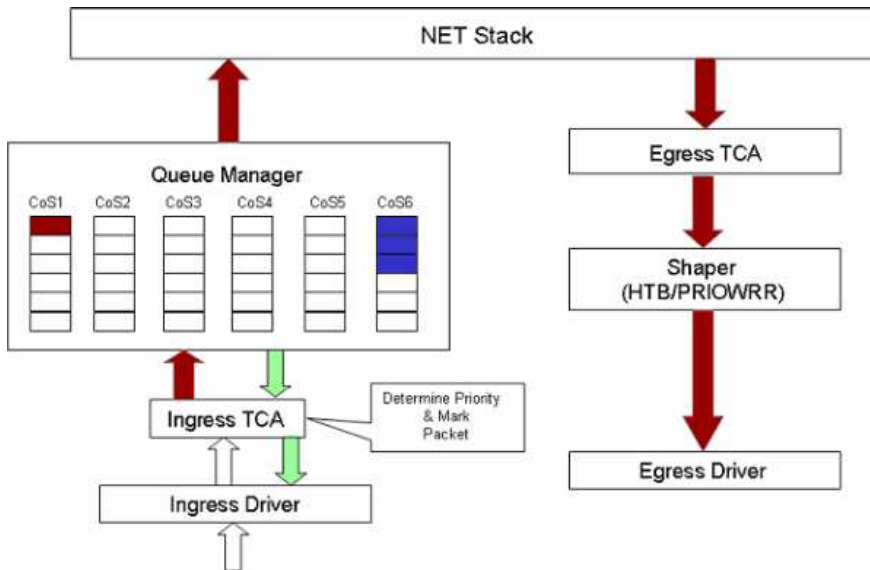 NET Stack
Queue Manager
CoS1 CoS2 CoS3 CoS4 CoS5 CoS6
Ingress TCA
Determine Priority
& Mark
Packet
Ingress Driver
Egress TCA
Shaper
(HTB/PRIOWRR)
Egress Driver